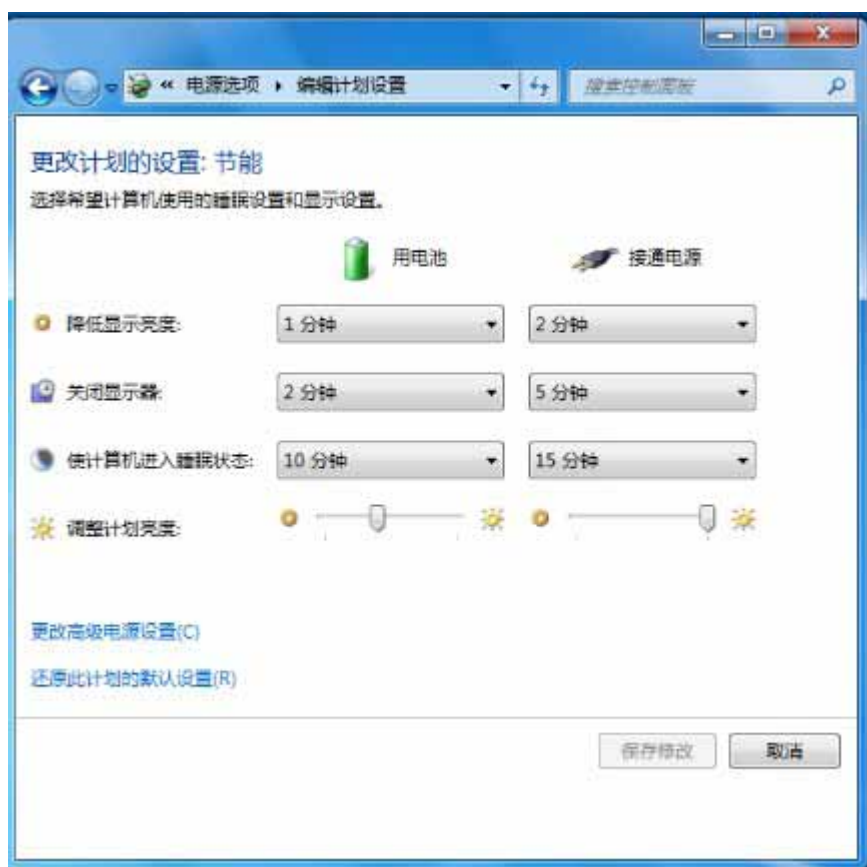 « 电源选项 ▸ 编辑计划设置
搜索控制面板
更改计划的设置: 节能
选择希望计算机使用的睡眠设置和显示设置。
用电池 接通电源
降低显示亮度: 1 分钟 2 分钟
关闭显示器: 2 分钟 5 分钟
使计算机进入睡眠状态: 10 分钟 15 分钟
调整计划亮度:
更改高级电源设置(C)
还原此计划的默认设置(R)
保存修改 取消